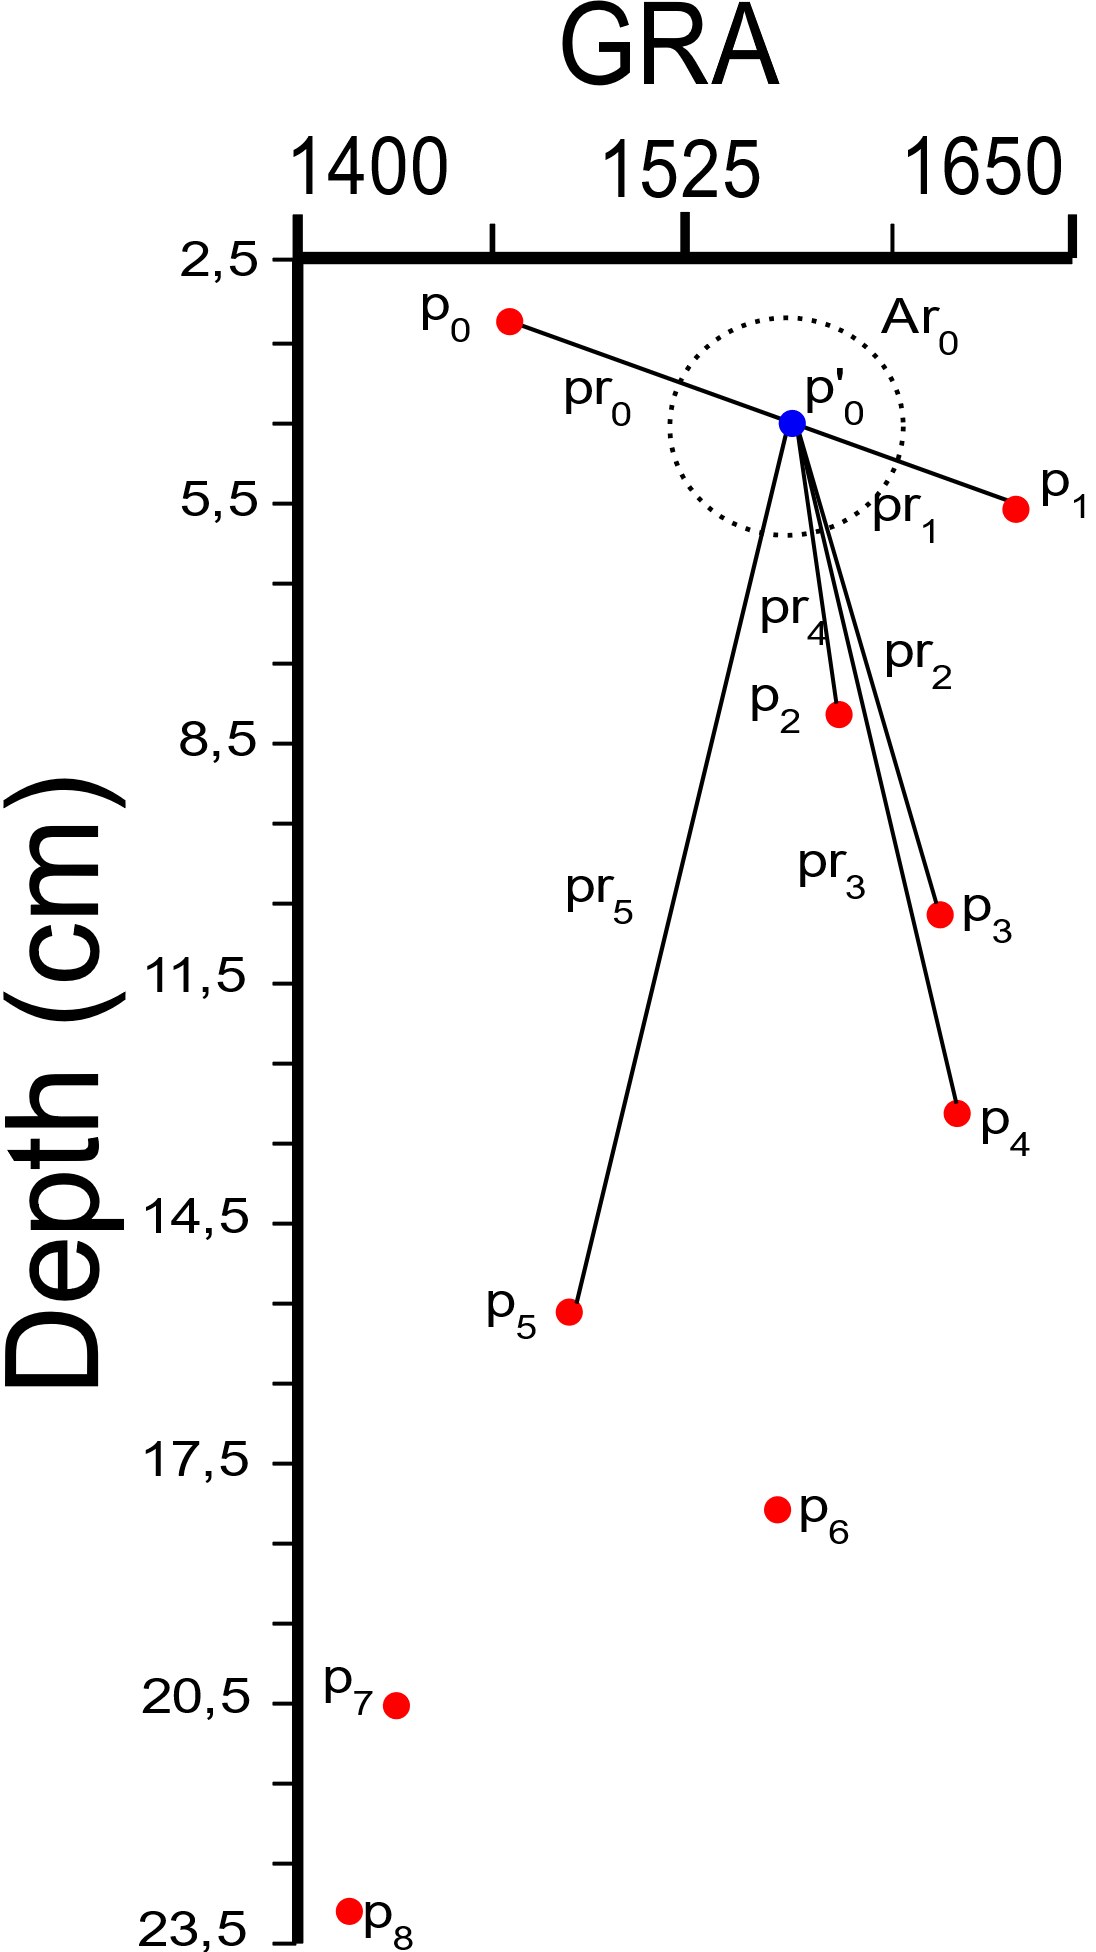 GRA
1400 1525 1650
2,5
p0
Ar0
pr0
p'0
5,5
p1
pr1
pr4
pr2
p2
8,5
Depth (cm)
pr3
pr5
p3
11,5
p4
14,5
p5
17,5
p6
20,5
p7
23,5
p8